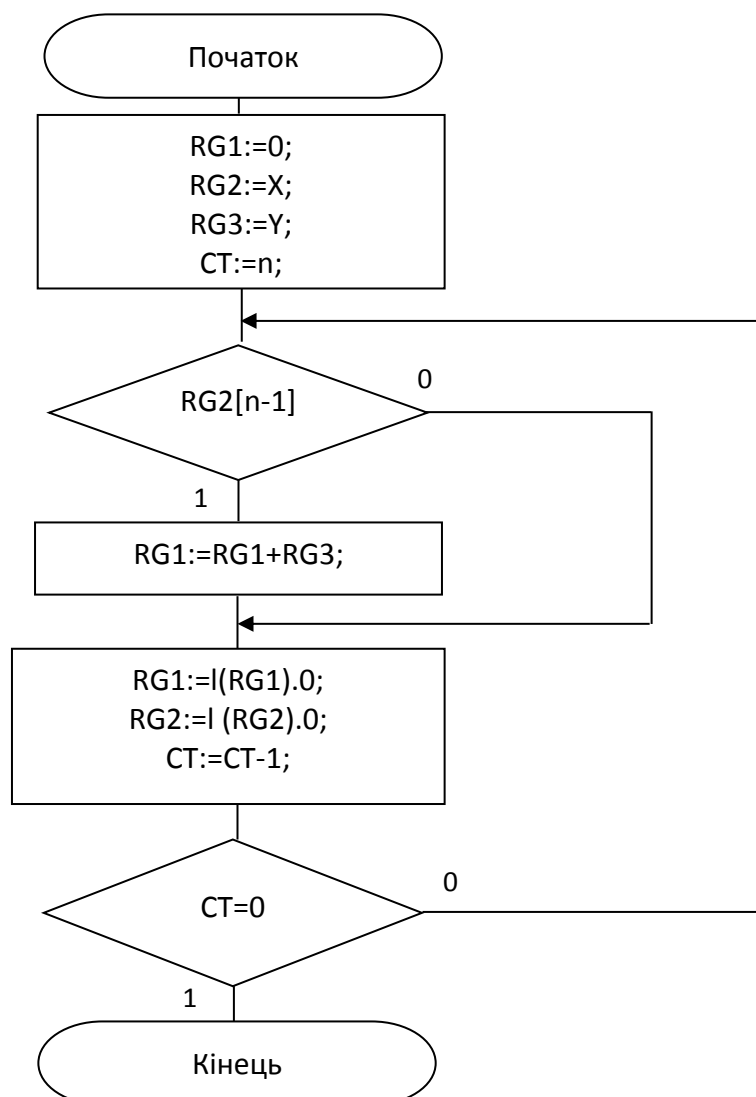 Початок
RG1:=0;
RG2:=X;
RG3:=Y;
CT:=n;
RG2[n-1]
0
1
RG1:=RG1+RG3;
RG1:=l(RG1).0;
RG2:=l (RG2).0;
CT:=CT-1;
CT=0
0
1
Кінець